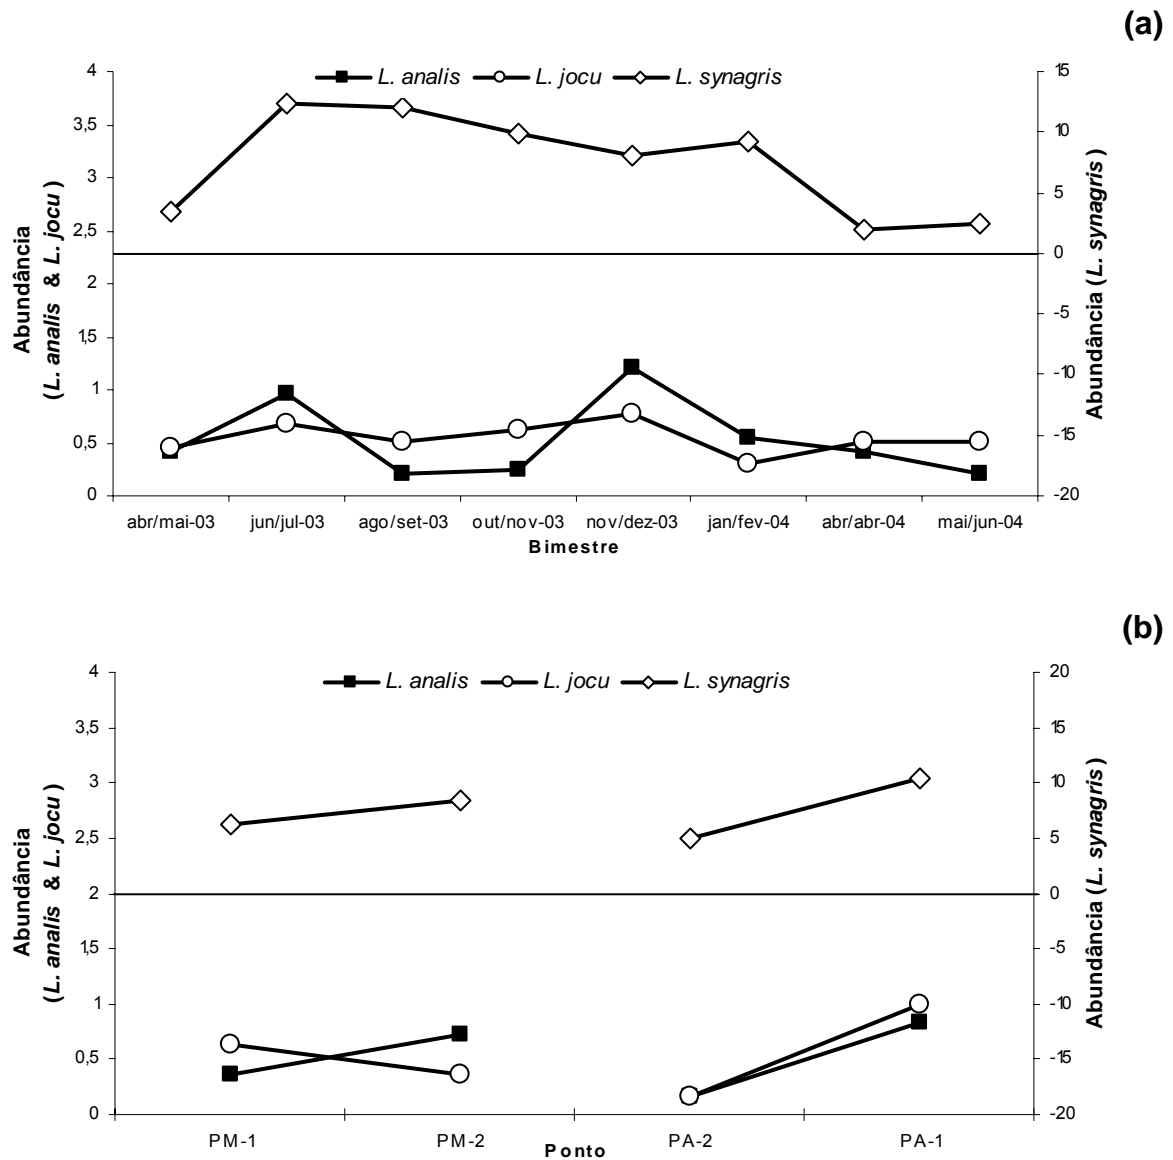 (a)
L. analis L. jocu L. synagris
4
3,5
3
2,5
2
1,5
1
0,5
0
15
10
5
0
-5
-10
-15
-20
Abundância
(L. analis & L. jocu)
Abundância (L. synagris)
abr/mai-03 jun/jul-03 ago/set-03 out/nov-03 nov/dez-03 jan/fev-04 abr/abr-04 mai/jun-04
Bimestre
(b)
L. analis L. jocu L. synagris
4
3,5
3
2,5
2
1,5
1
0,5
0
20
15
10
5
0
-5
-10
-15
-20
Abundância
(L. analis & L. jocu)
Abundância (L. synagris)
PM-1 PM-2 PA-2 PA-1
Ponto